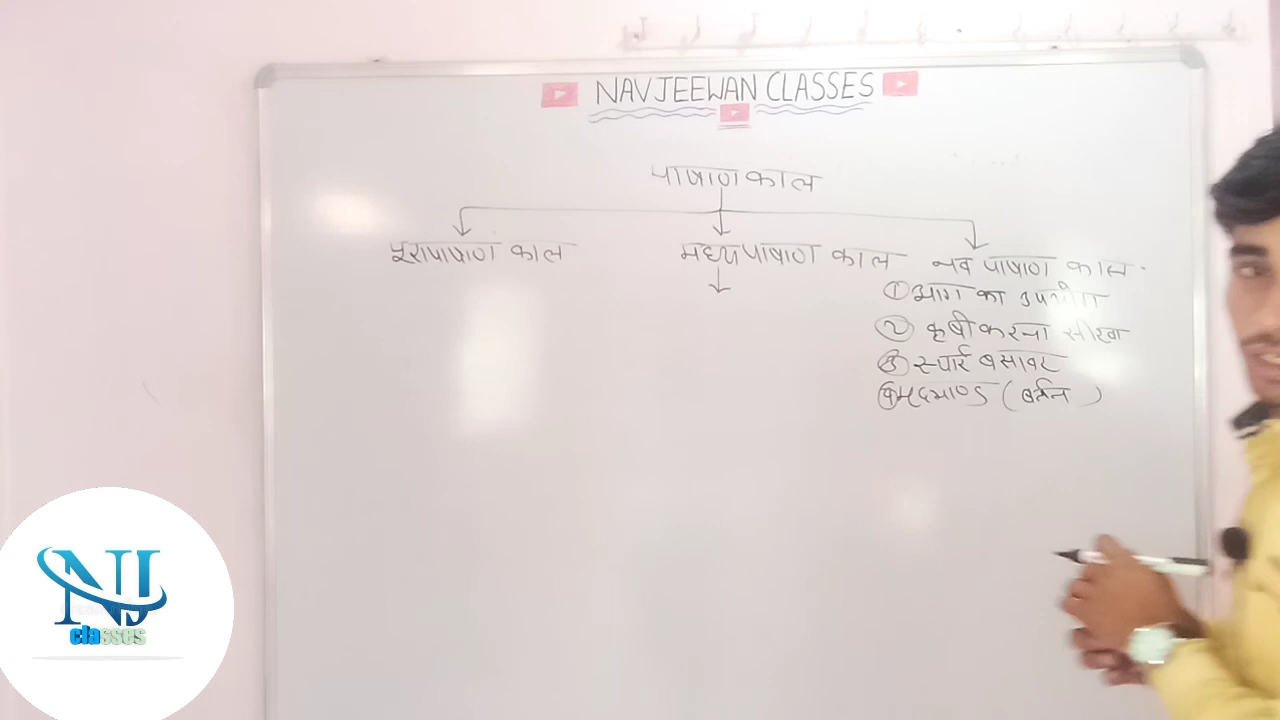 NAVJEEWAN CLASSES
पाषाण काल
पूरापाषाण काल
मध्यपाषाण काल
नव पाषाण काल
① आग का उपयोग
② कृषी करना सीखा
③ स्पाई बसावट
④ मृदभाण्ड (बर्तन)
NJ
classes